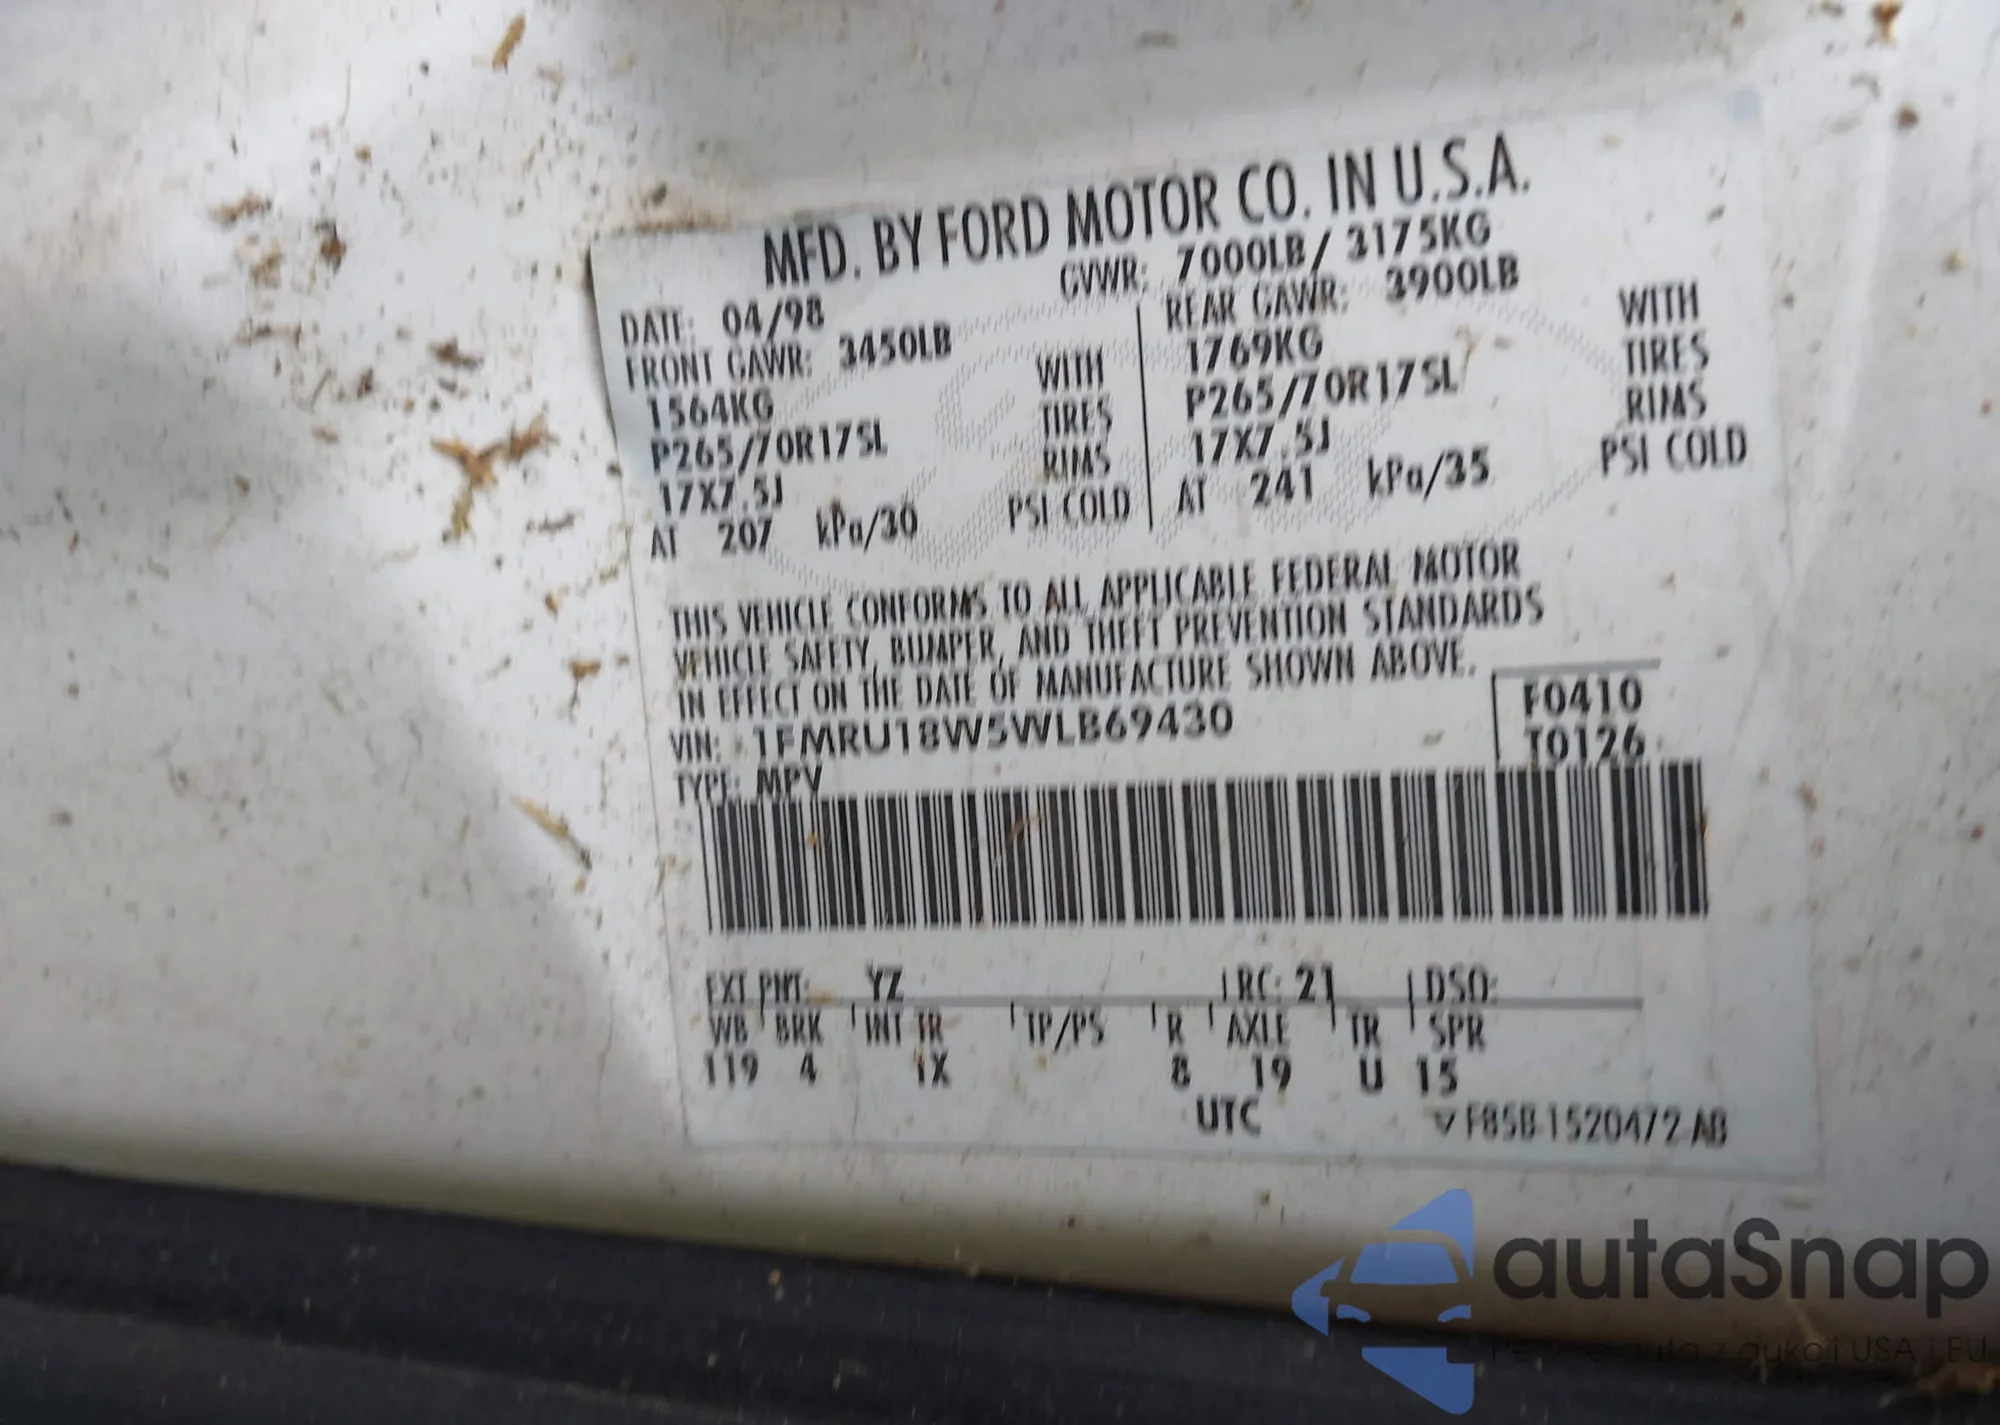 MFD. BY FORD MOTOR CO. IN U.S.A.
DATE: 04/98 GVWR: 7000LB/ 3175KG
FRONT GAWR: 3450LB REAR GAWR: 3900LB
1564KG WITH 1769KG WITH
P265/70R17SL TIRES P265/70R17SL TIRES
17X7.5J RIMS 17X7.5J RIMS
AT 207 kPa/30 PSI COLD AT 241 kPa/35 PSI COLD
THIS VEHICLE CONFORMS TO ALL APPLICABLE FEDERAL MOTOR
VEHICLE SAFETY, BUMPER, AND THEFT PREVENTION STANDARDS
IN EFFECT ON THE DATE OF MANUFACTURE SHOWN ABOVE.
VIN: 1FMRU18W5WLB69430 F0410
TYPE: MPV T0126
EXT PNT: YZ RC: 21 DSO:
WB BRK INT TR TP/PS R AXLE TR SPR
119 4 1X 8 19 U 15
UTC F85B-1520472-AB
autaSnap
USA i EU